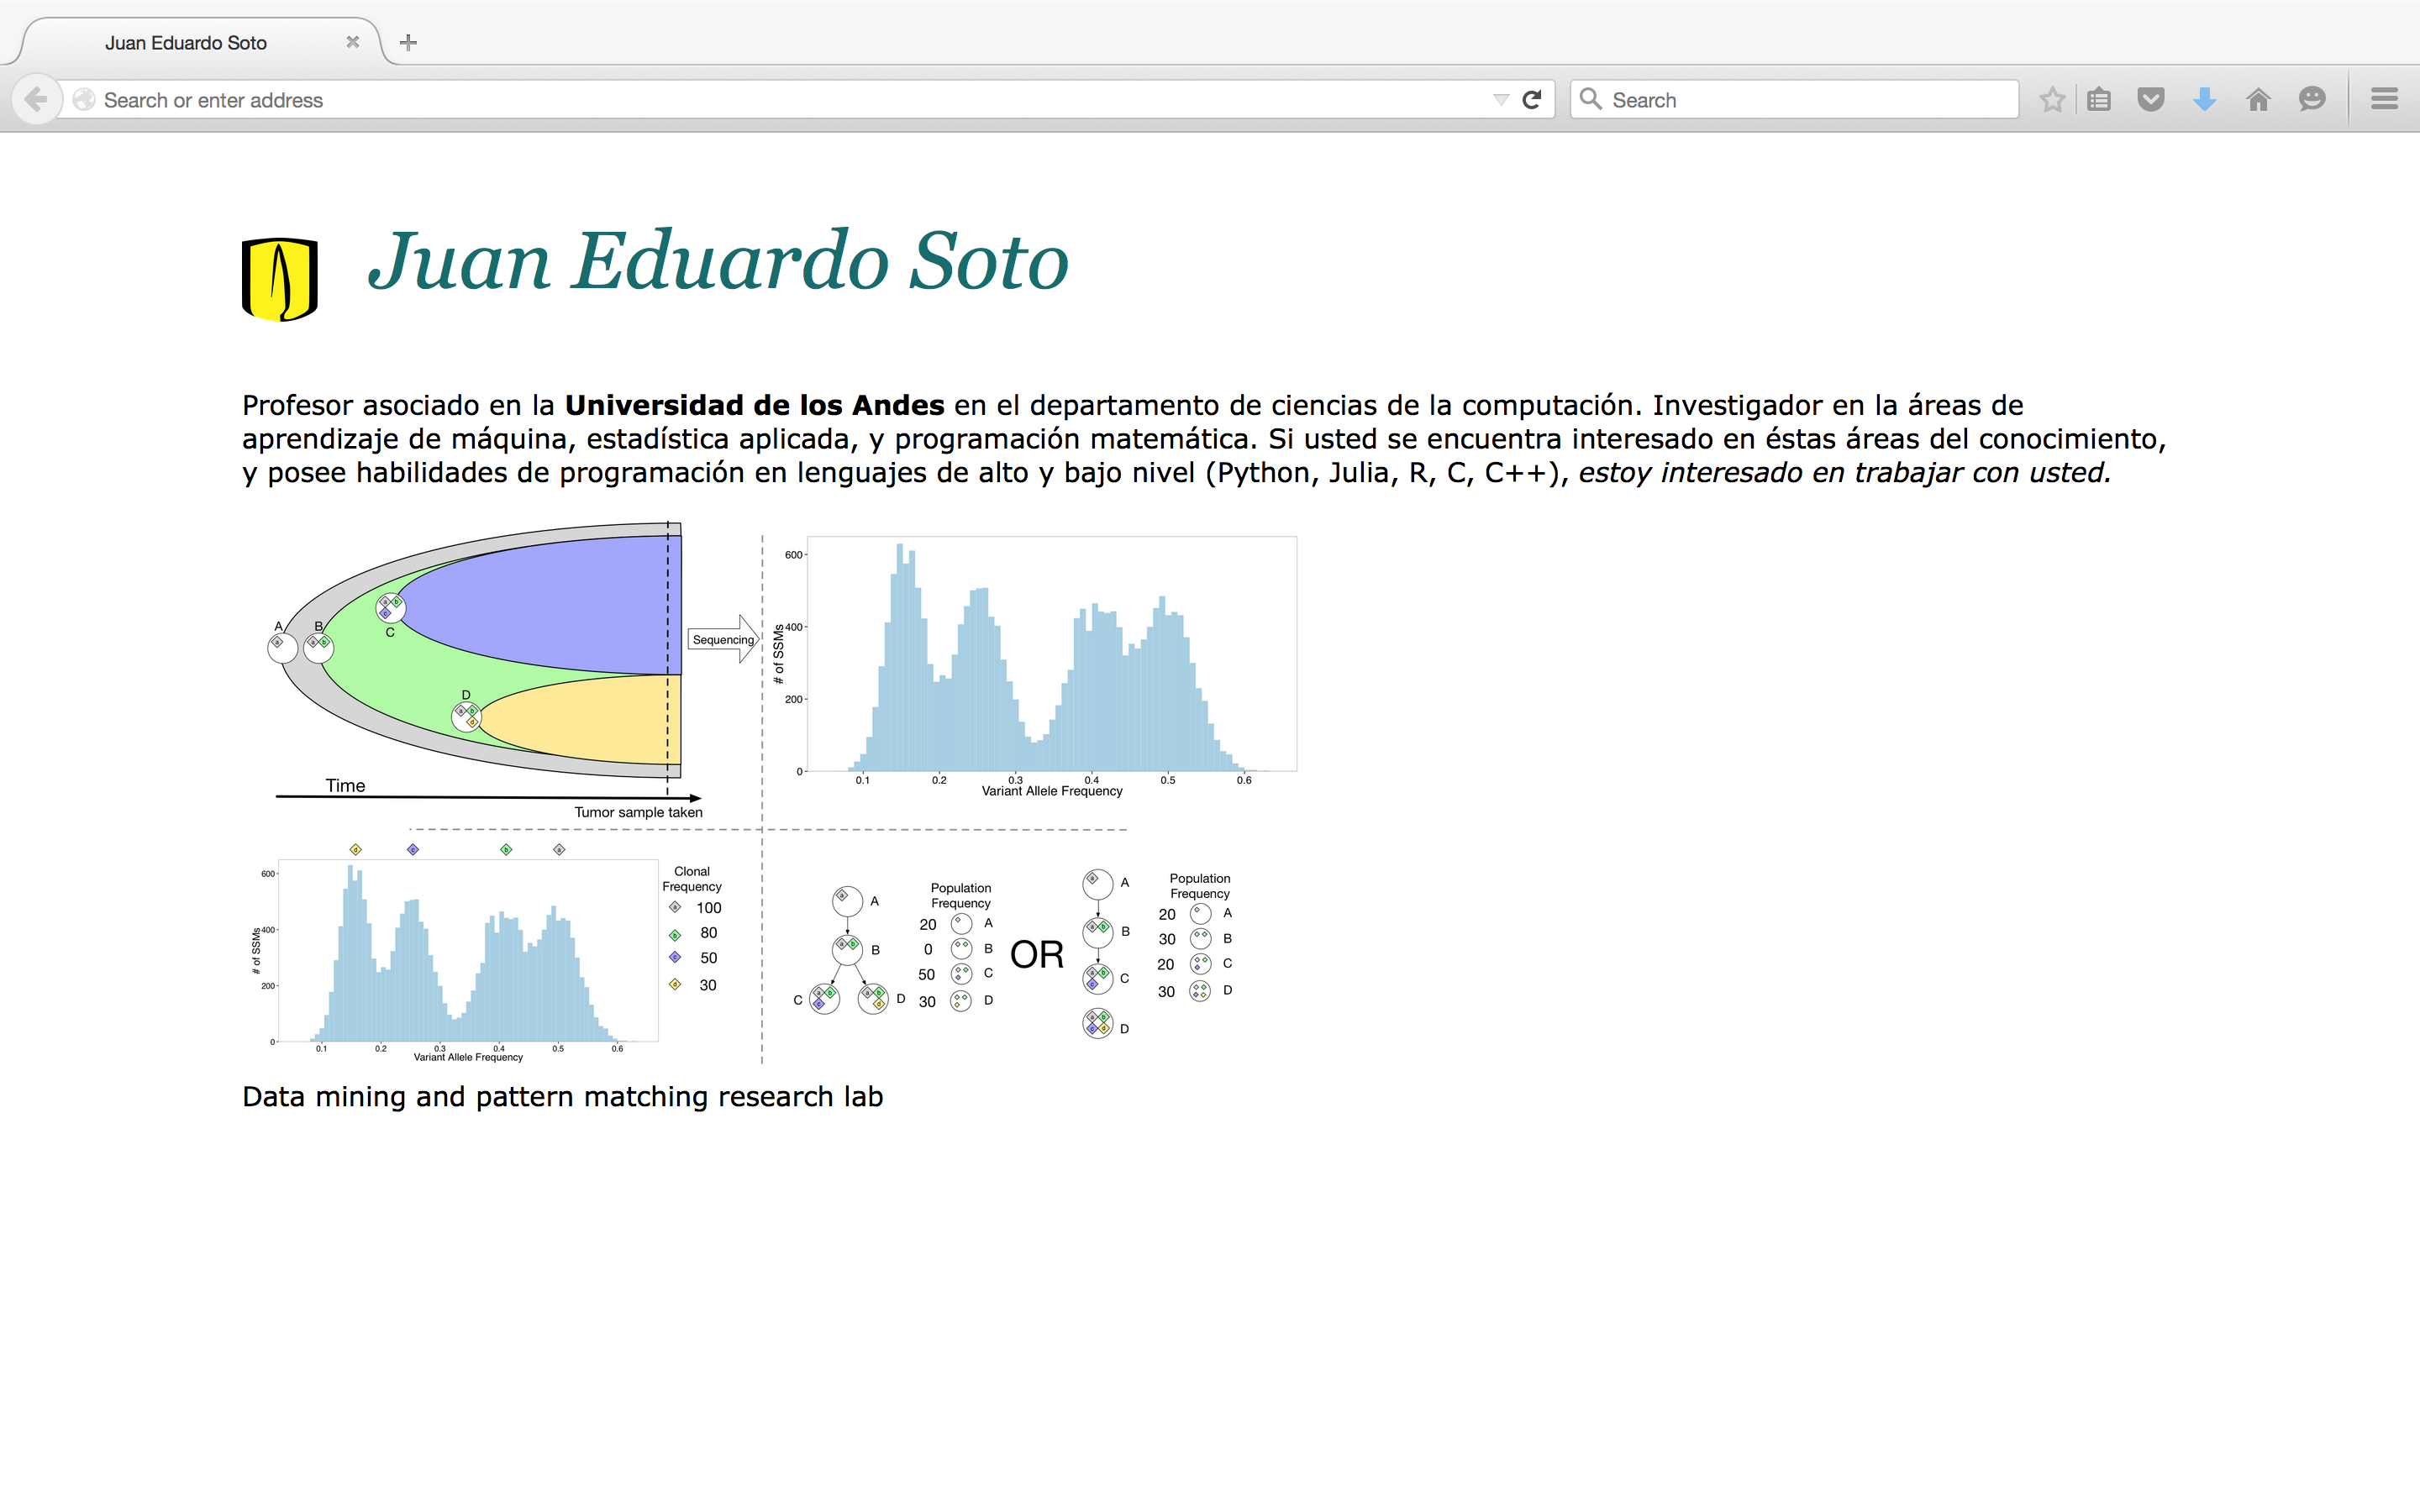 Juan Eduardo Soto
Search or enter address
Search
Juan Eduardo Soto
Profesor asociado en la Universidad de los Andes en el departamento de ciencias de la computación. Investigador en la áreas de
aprendizaje de máquina, estadística aplicada, y programación matemática. Si usted se encuentra interesado en éstas áreas del conocimiento,
y posee habilidades de programación en lenguajes de alto y bajo nivel (Python, Julia, R, C, C++), estoy interesado en trabajar con usted.
A
a
B
a b
a b
c
C
D
a b
d
Time
Tumor sample taken
Sequencing
# of SSMs
600
400
200
0
0.1 0.2 0.3 0.4 0.5 0.6
Variant Allele Frequency
d c b a
# of SSMs
600
400
200
0
0.1 0.2 0.3 0.4 0.5 0.6
Variant Allele Frequency
Clonal
Frequency
a 100
b 80
c 50
d 30
a A
a b B
C a b
c
a b D
d
Population
Frequency
20 A
0 B
50 C
30 D
OR
a A
a b B
a b C
c
a b D
c d
Population
Frequency
20 A
30 B
20 C
30 D
Data mining and pattern matching research lab